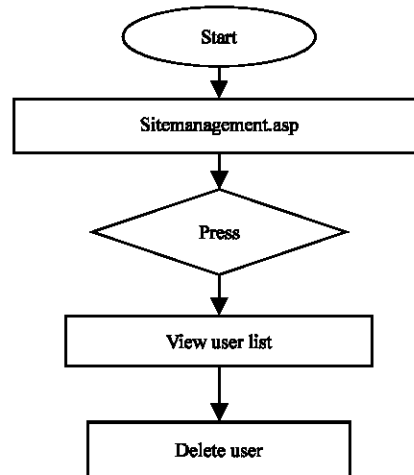 Start
Sitemanagement.asp
Press
View user list
Delete user